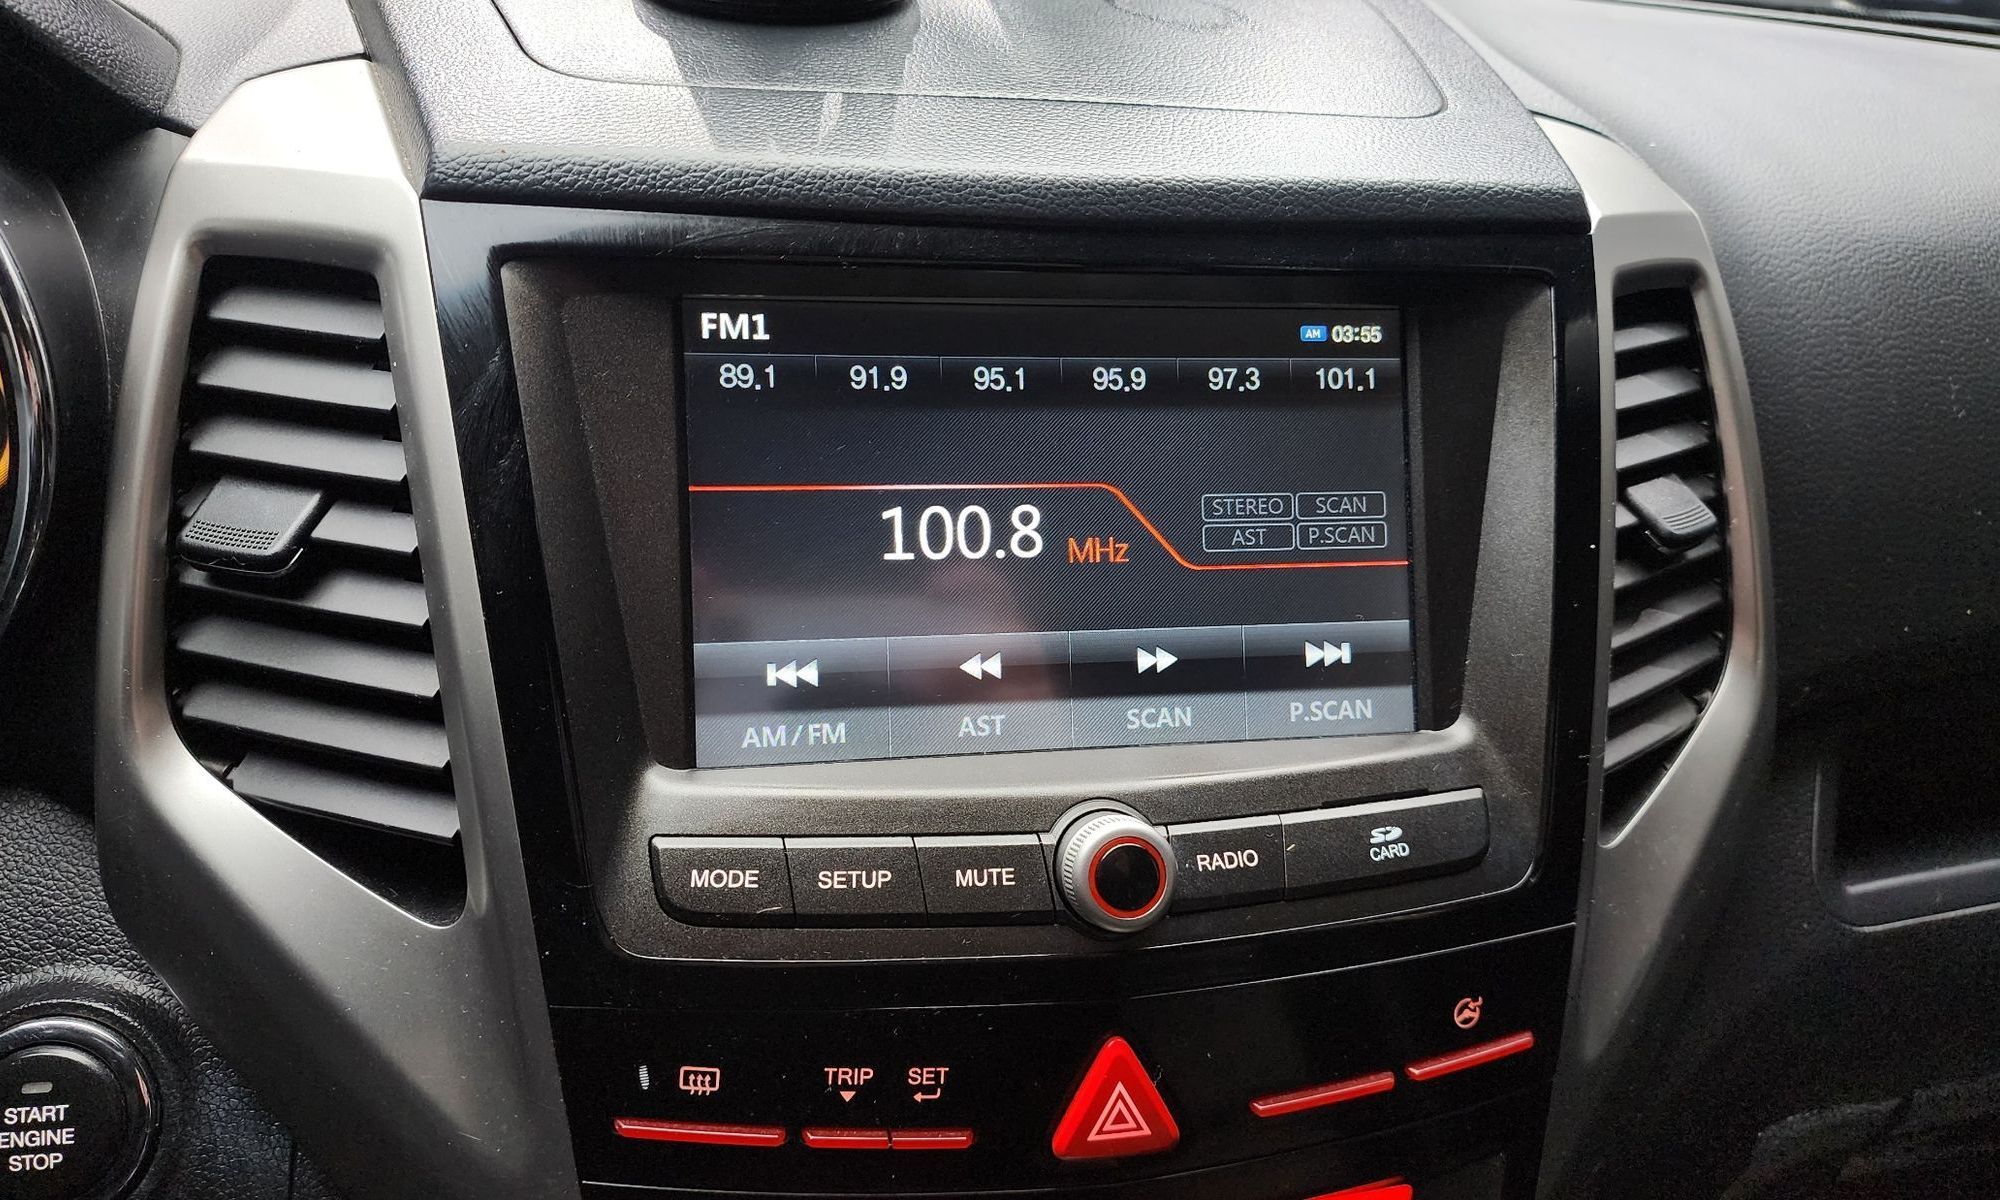 FM1 AM 03:55
89.1 91.9 95.1 95.9 97.3 101.1
100.8 MHz
STEREO SCAN
AST P.SCAN
AM/FM AST SCAN P.SCAN
MODE SETUP MUTE RADIO SD CARD
TRIP SET
START
ENGINE
STOP